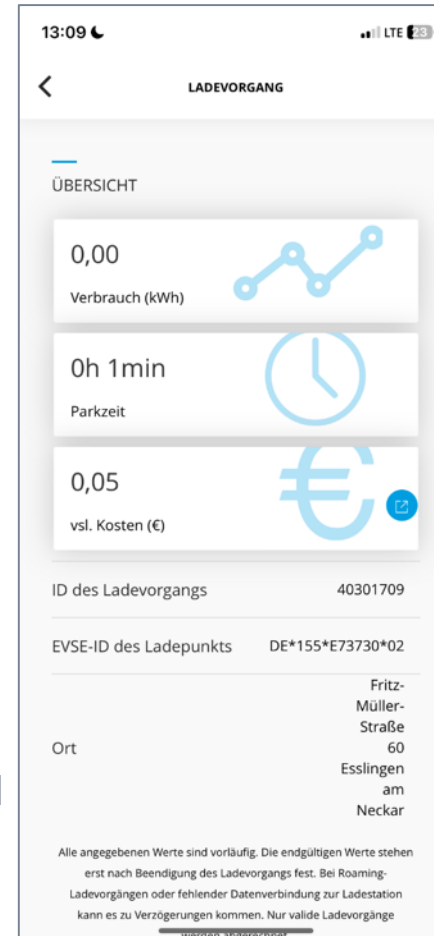 13:09
LTE 23
LADEVORGANG
ÜBERSICHT
0,00
Verbrauch (kWh)
0h 1min
Parkzeit
0,05
€
vsl. Kosten (€)
ID des Ladevorgangs 40301709
EVSE-ID des Ladepunkts DE*155*E73730*02
Ort
Fritz-
Müller-
Straße
60
Esslingen
am
Neckar
Alle angegebenen Werte sind vorläufig. Die endgültigen Werte stehen
erst nach Beendigung des Ladevorgangs fest. Bei Roaming-
Ladevorgängen oder fehlender Datenverbindung zur Ladestation
kann es zu Verzögerungen kommen. Nur valide Ladevorgänge
werden abgerechnet